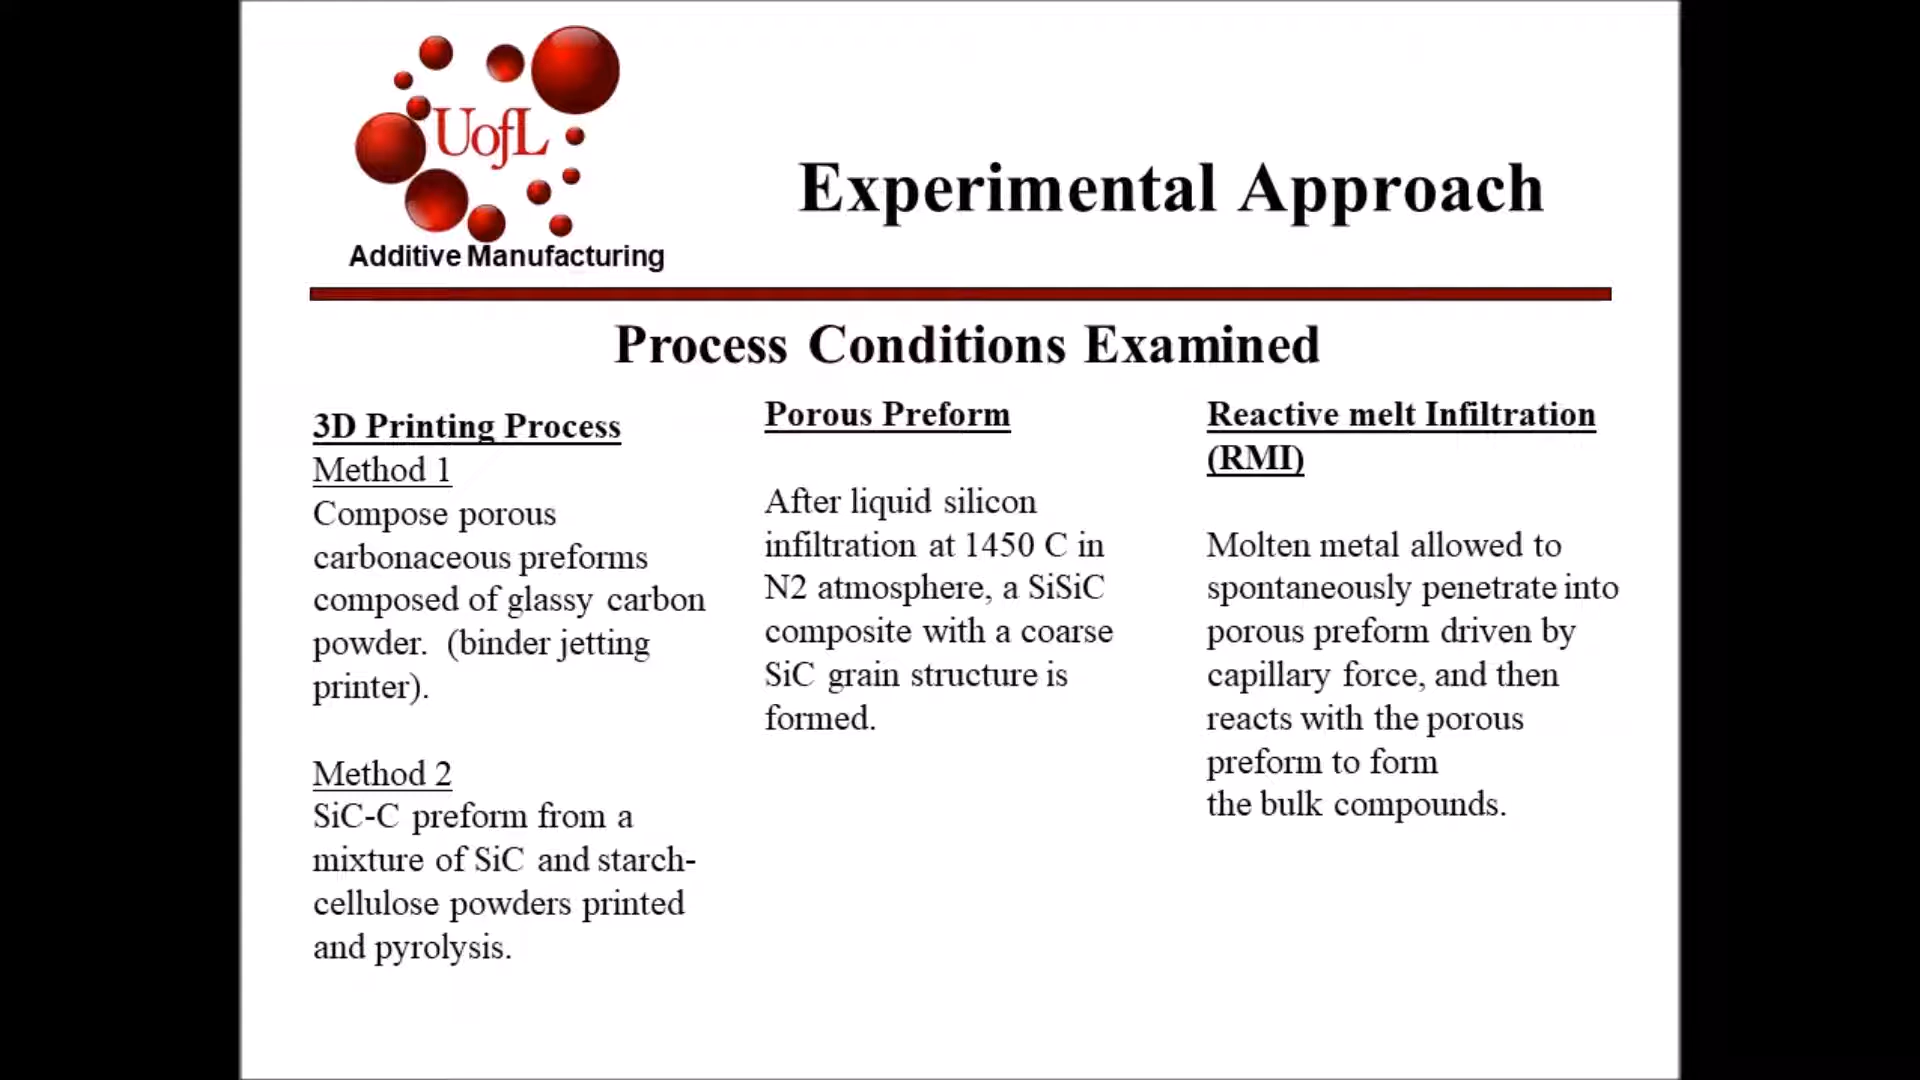 UofL
Additive Manufacturing
Experimental Approach
Process Conditions Examined
3D Printing Process
Method 1
Compose porous
carbonaceous preforms
composed of glassy carbon
powder. (binder jetting
printer).
Method 2
SiC-C preform from a
mixture of SiC and starch-
cellulose powders printed
and pyrolysis.
Porous Preform
After liquid silicon
infiltration at 1450 C in
N2 atmosphere, a SiSiC
composite with a coarse
SiC grain structure is
formed.
Reactive melt Infiltration
(RMI)
Molten metal allowed to
spontaneously penetrate into
porous preform driven by
capillary force, and then
reacts with the porous
preform to form
the bulk compounds.